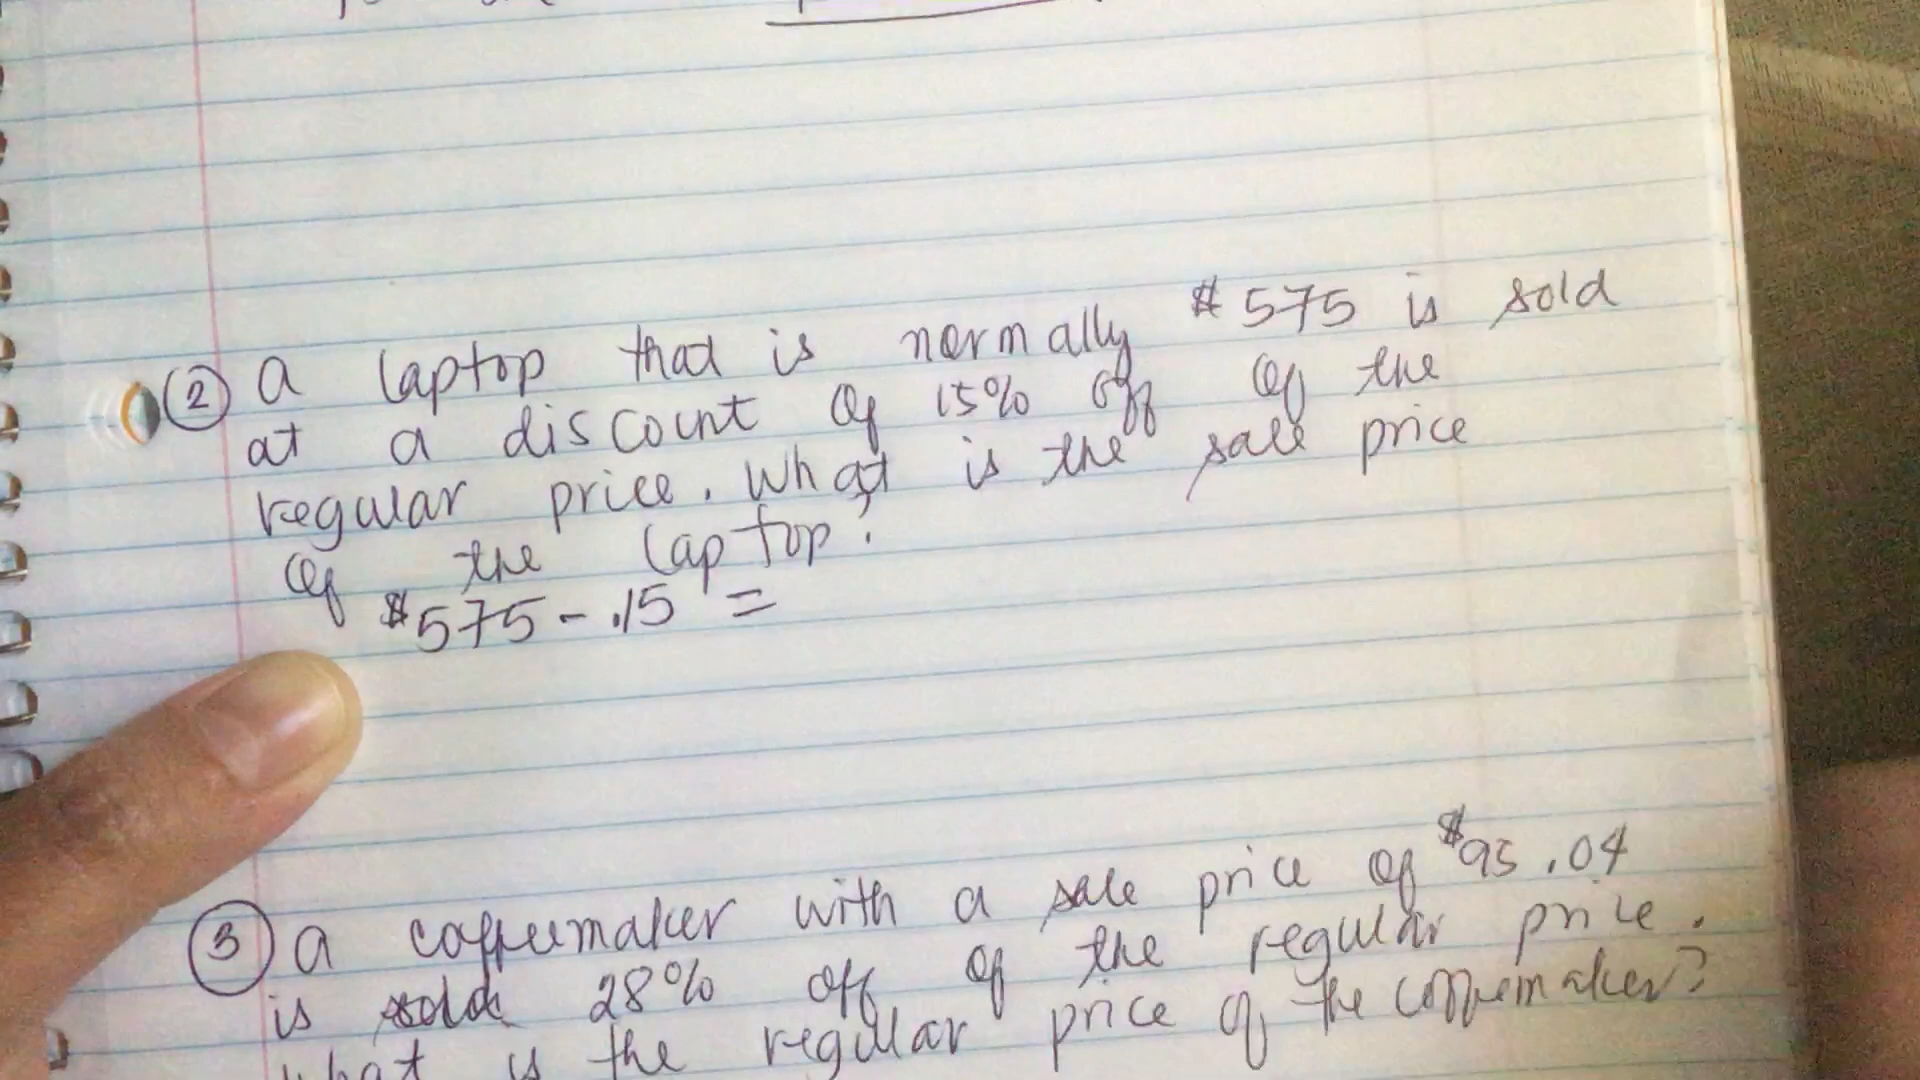 ② a laptop that is normally $575 is sold
at a discount of 15% off of the
regular price. What is the sale price
of the laptop?
$575 - .15 =
③ a coffeemaker with a sale price of $95.04
is sold 28% off of the regular price.
what is the regular price of the coffeemaker?